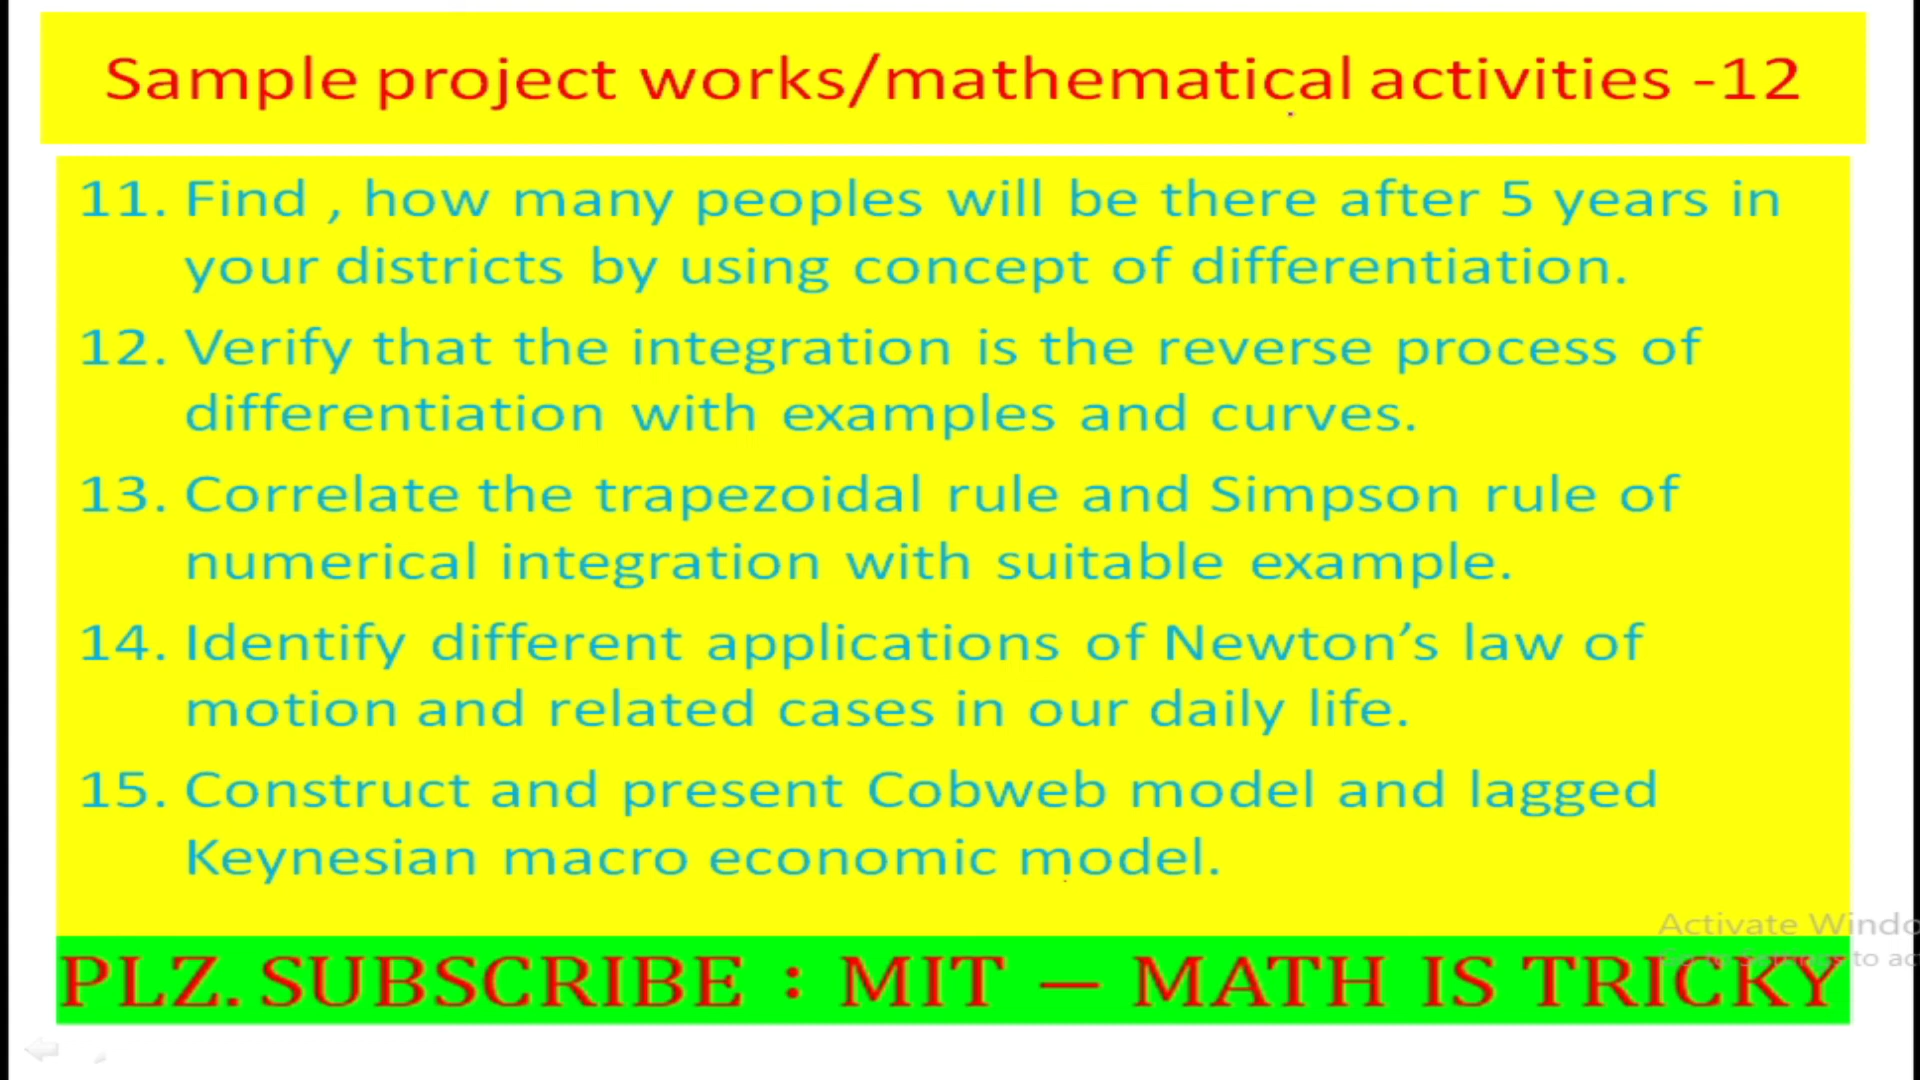 Sample project works/mathematical activities -12
11. Find , how many peoples will be there after 5 years in
your districts by using concept of differentiation.
12. Verify that the integration is the reverse process of
differentiation with examples and curves.
13. Correlate the trapezoidal rule and Simpson rule of
numerical integration with suitable example.
14. Identify different applications of Newton’s law of
motion and related cases in our daily life.
15. Construct and present Cobweb model and lagged
Keynesian macro economic model.
Activate Windo
to ac
PLZ. SUBSCRIBE : MIT – MATH IS TRICKY